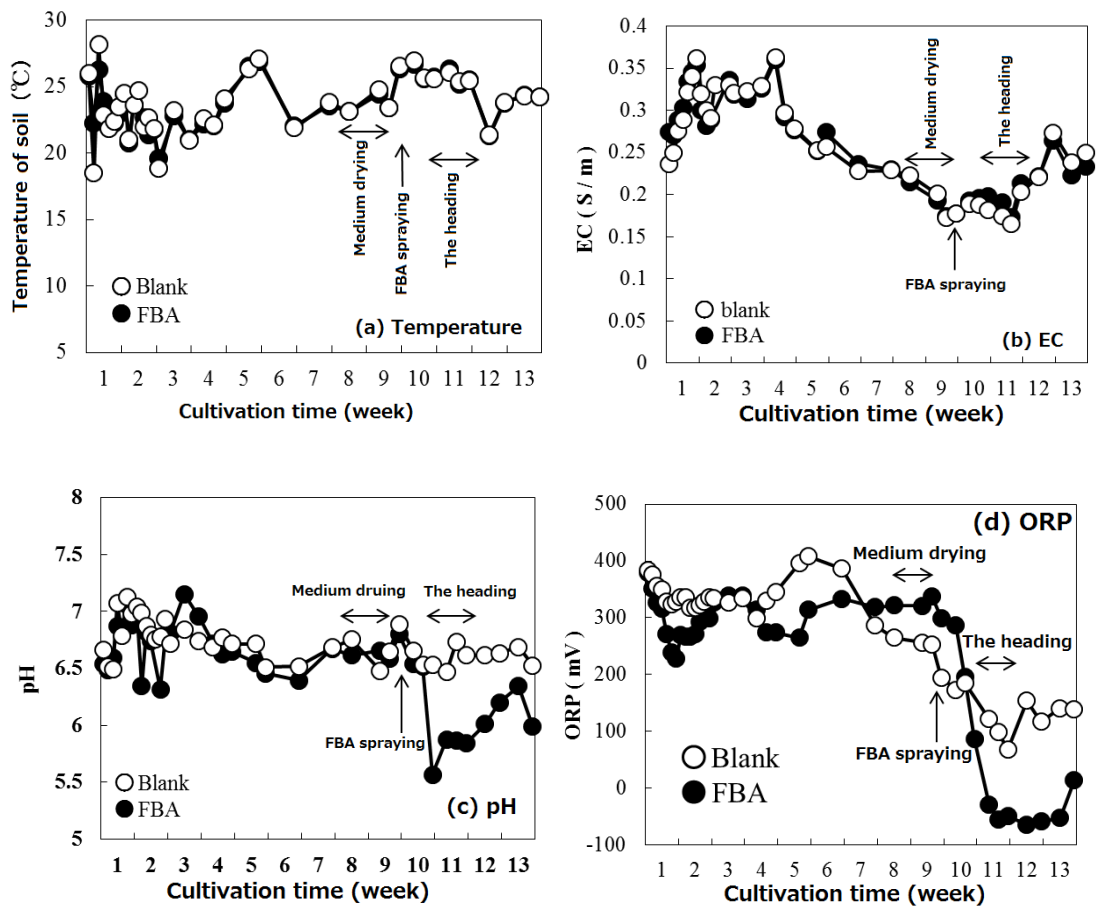 30
25
20
15
10
5
Temperature of soil (℃)
Medium drying
FBA spraying
The heading
Blank
FBA
(a) Temperature
1 2 3 4 5 6 7 8 9 10 11 12 13
Cultivation time (week)
0.4
0.35
0.3
0.25
0.2
0.15
0.1
0.05
0
EC ( S / m )
Medium drying
The heading
FBA spraying
blank
FBA
(b) EC
1 2 3 4 5 6 7 8 9 10 11 12 13
Cultivation time (week)
8
7.5
7
6.5
6
5.5
5
pH
Medium druing
The heading
FBA spraying
Blank
FBA
(c) pH
1 2 3 4 5 6 7 8 9 10 11 12 13
Cultivation time (week)
500
400
300
200
100
0
-100
ORP ( mV )
(d) ORP
Medium drying
The heading
FBA spraying
Blank
FBA
1 2 3 4 5 6 7 8 9 10 11 12 13
Cultivation time (week)